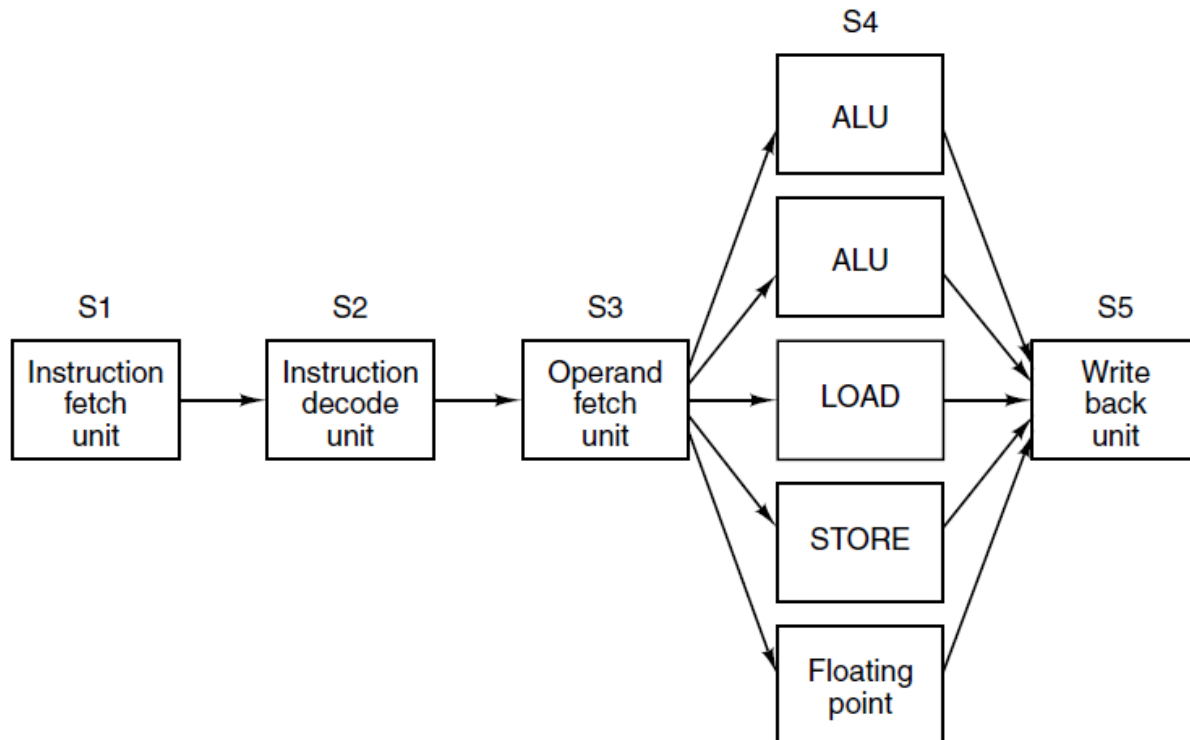 S4
ALU
ALU
S1
Instruction
fetch
unit
S2
Instruction
decode
unit
S3
Operand
fetch
unit
LOAD
S5
Write
back
unit
STORE
Floating
point